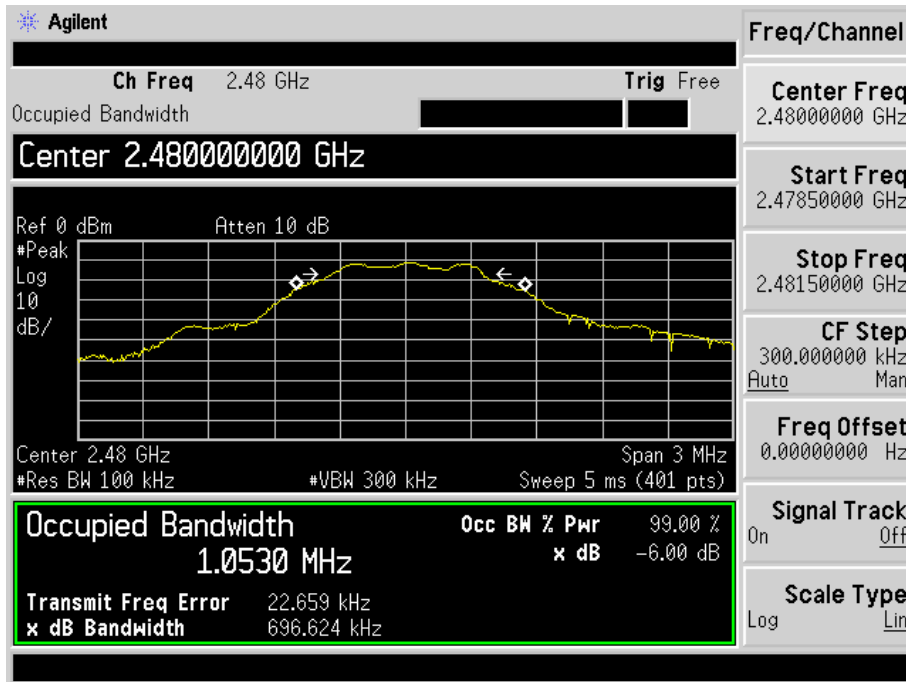 Agilent
Ch Freq 2.48 GHz Trig Free
Occupied Bandwidth
Center 2.480000000 GHz
Ref 0 dBm Atten 10 dB
#Peak
Log
10
dB/
Center 2.48 GHz Span 3 MHz
#Res BW 100 kHz #VBW 300 kHz Sweep 5 ms (401 pts)
Occupied Bandwidth Occ BW % Pwr 99.00 %
1.0530 MHz x dB -6.00 dB
Transmit Freq Error 22.659 kHz
x dB Bandwidth 696.624 kHz
Freq/Channel
Center Freq
2.48000000 GHz
Start Freq
2.47850000 GHz
Stop Freq
2.48150000 GHz
CF Step
300.000000 kHz
Auto Man
Freq Offset
0.00000000 Hz
Signal Track
On Off
Scale Type
Log Lin